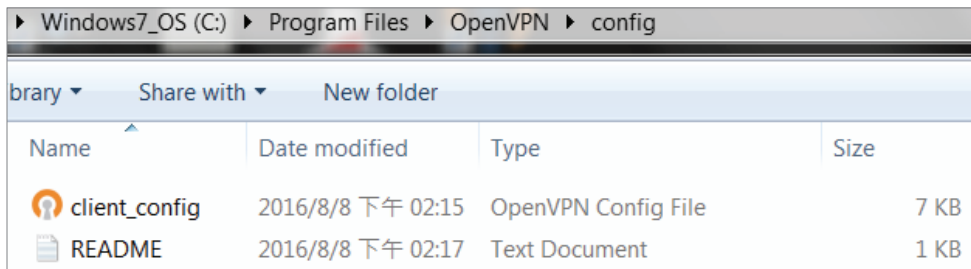 Windows7_OS (C:) Program Files OpenVPN config
brary Share with New folder
Name Date modified Type Size
client_config 2016/8/8 下午 02:15 OpenVPN Config File 7 KB
README 2016/8/8 下午 02:17 Text Document 1 KB